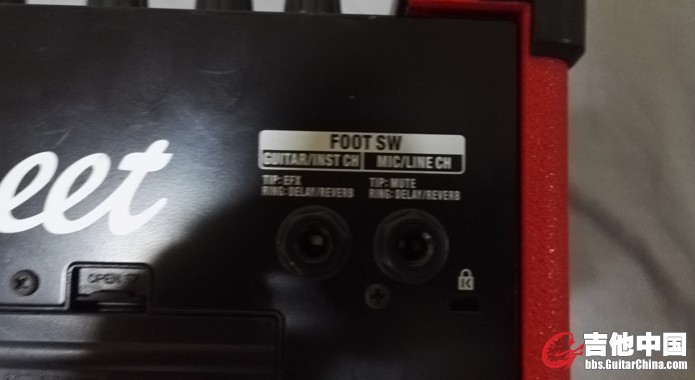 FOOT SW
GUITAR/INST CH MIC/LINE CH
TIP: EFX TIP: MUTE
RING: DELAY/REVERB RING: DELAY/REVERB
eet
OPEN
K
吉他中国
bbs.GuitarChina.com